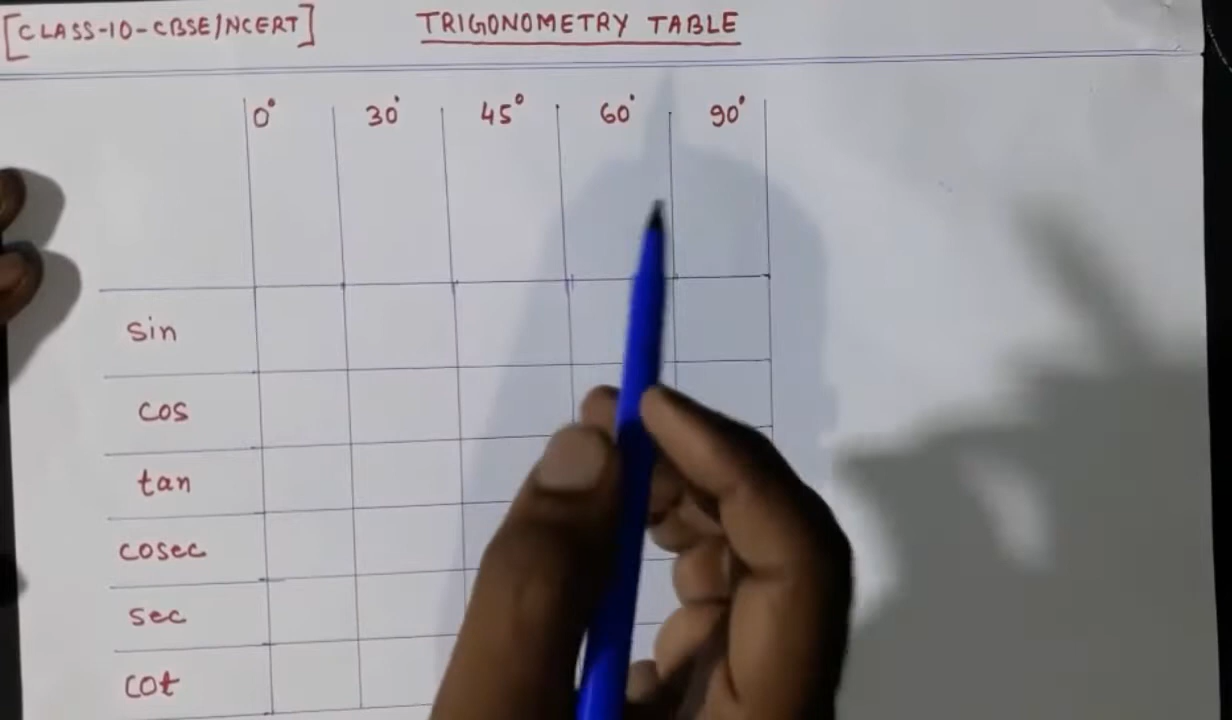 [CLASS-10-CBSE/NCERT] TRIGONOMETRY TABLE
0° 30° 45° 60° 90°
sin
cos
tan
cosec
sec
cot